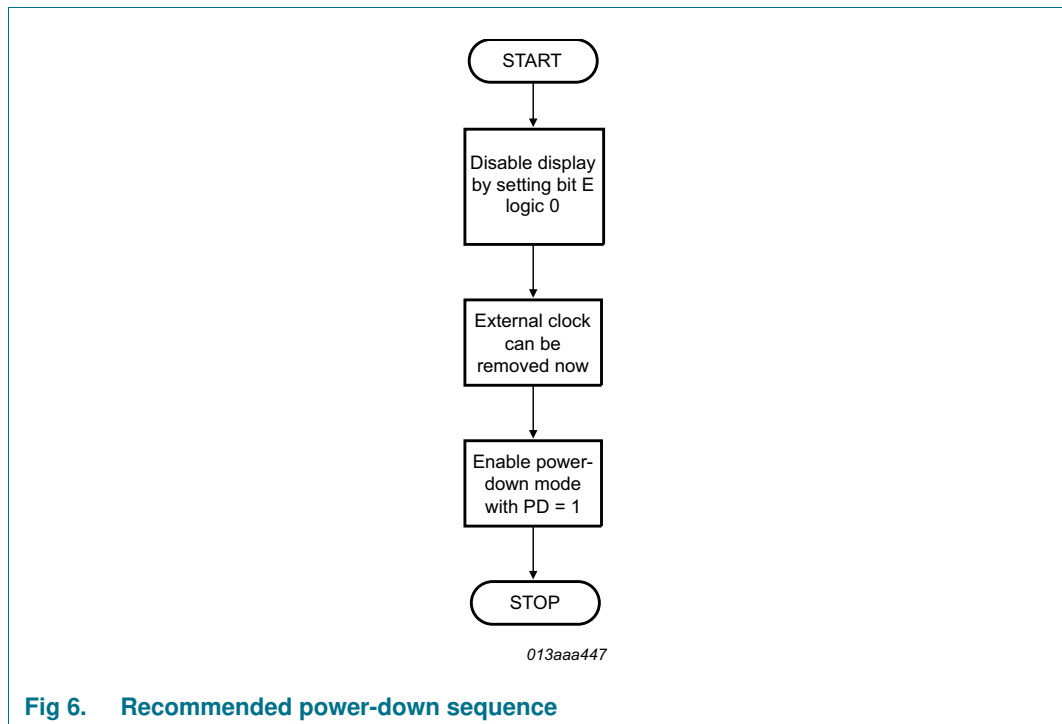 START
Disable display
by setting bit E
logic 0
External clock
can be
removed now
Enable power-
down mode
with PD = 1
STOP
013aaa447
Fig 6. Recommended power-down sequence